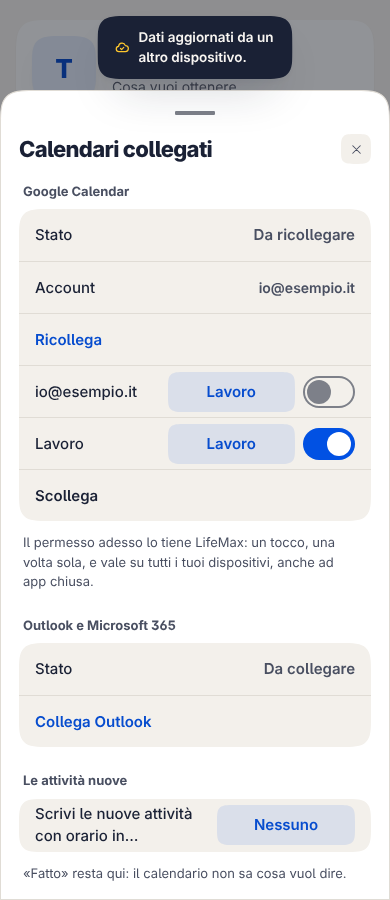 Dati aggiornati da un
altro dispositivo.
T
Cosa vuoi ottenere
Calendari collegati
Google Calendar
Stato Da ricollegare
Account io@esempio.it
Ricollega
io@esempio.it Lavoro
Lavoro Lavoro
Scollega
Il permesso adesso lo tiene LifeMax: un tocco, una
volta sola, e vale su tutti i tuoi dispositivi, anche ad
app chiusa.
Outlook e Microsoft 365
Stato Da collegare
Collega Outlook
Le attività nuove
Scrivi le nuove attività
con orario in... Nessuno
«Fatto» resta qui: il calendario non sa cosa vuol dire.